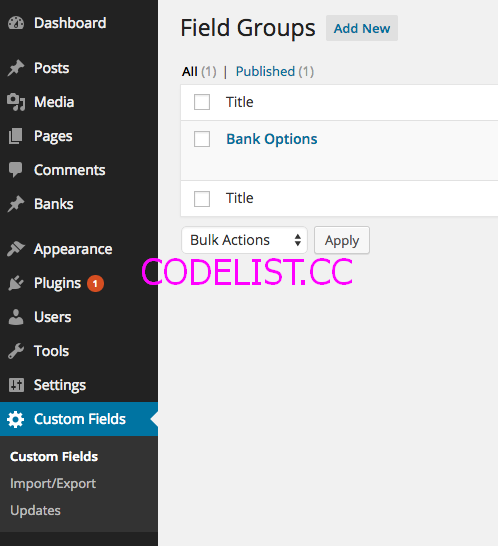 Dashboard
Posts
Media
Pages
Comments
Banks
Appearance
Plugins 1
Users
Tools
Settings
Custom Fields
Custom Fields
Import/Export
Updates
Field Groups Add New
All (1) | Published (1)
Title
Bank Options
Title
Bulk Actions Apply
CODELIST.CC